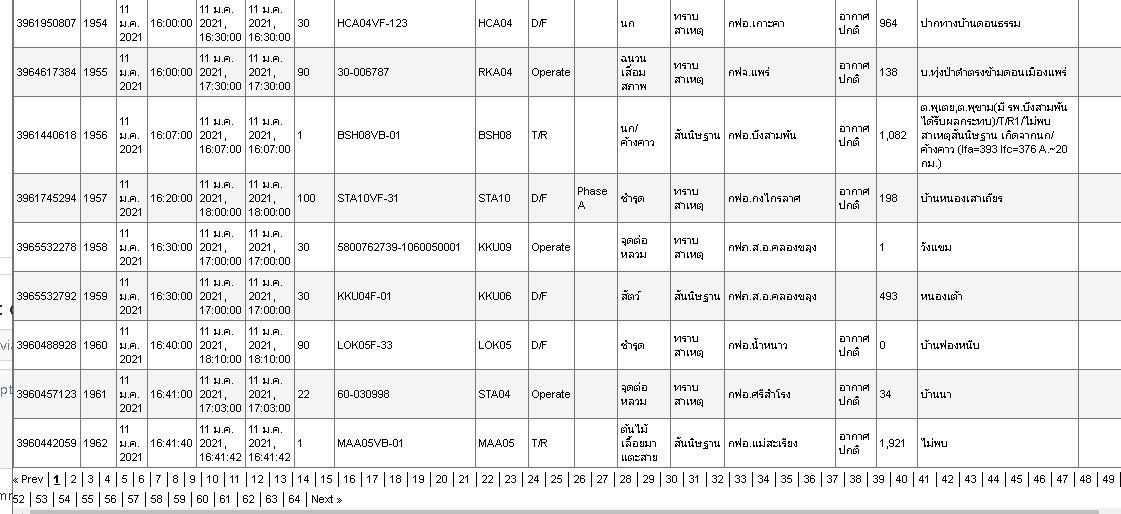 3961950807 1954 11 ม.ค. 2021 16:00:00 11 ม.ค. 2021, 16:30:00 11 ม.ค. 2021, 16:30:00 30 HCA04VF-123 HCA04 D/F นก ทราบสาเหตุ กฟอ.เกาะคา อากาศปกติ 964 ปากทางบ้านดอนธรรม
3964617384 1955 11 ม.ค. 2021 16:00:00 11 ม.ค. 2021, 17:30:00 11 ม.ค. 2021, 17:30:00 90 30-006787 RKA04 Operate ฉนวนเสื่อมสภาพ ทราบสาเหตุ กฟจ.แพร่ อากาศปกติ 138 บ.ทุ่งป่าดำตรงข้ามดอนเมืองแพร่
3961440618 1956 11 ม.ค. 2021 16:07:00 11 ม.ค. 2021, 16:07:00 11 ม.ค. 2021, 16:07:00 1 BSH08VB-01 BSH08 T/R นก/ค้างคาว สันนิษฐาน กฟอ.บึงสามพัน อากาศปกติ 1,082 ต.พุเตย,ต.พุขาม(มี รพ.บึงสามพันได้รับผลกระทบ)/T/R1/ไม่พบสาเหตุสันนิษฐาน เกิดจากนก/ค้างคาว (Ifa=393 Ifc=376 A.~20 กม.)
3961745294 1957 11 ม.ค. 2021 16:20:00 11 ม.ค. 2021, 18:00:00 11 ม.ค. 2021, 18:00:00 100 STA10VF-31 STA10 D/F Phase A ชำรุด ทราบสาเหตุ กฟอ.กงไกรลาศ อากาศปกติ 198 บ้านหนองเสาเถียร
3965532278 1958 11 ม.ค. 2021 16:30:00 11 ม.ค. 2021, 17:00:00 11 ม.ค. 2021, 17:00:00 30 5800762739-1060050001 KKU09 Operate จุดต่อหลวม ทราบสาเหตุ กฟภ.ส.อ.คลองขลุง 1 วังแขม
3965532792 1959 11 ม.ค. 2021 16:30:00 11 ม.ค. 2021, 17:00:00 11 ม.ค. 2021, 17:00:00 30 KKU04F-01 KKU06 D/F สัตว์ สันนิษฐาน กฟภ.ส.อ.คลองขลุง 493 หนองเต่า
3960488928 1960 11 ม.ค. 2021 16:40:00 11 ม.ค. 2021, 18:10:00 11 ม.ค. 2021, 18:10:00 90 LOK05F-33 LOK05 D/F ชำรุด ทราบสาเหตุ กฟอ.น้ำหนาว อากาศปกติ 0 บ้านฟองหนีบ
3960457123 1961 11 ม.ค. 2021 16:41:00 11 ม.ค. 2021, 17:03:00 11 ม.ค. 2021, 17:03:00 22 60-030998 STA04 Operate จุดต่อหลวม ทราบสาเหตุ กฟอ.ศรีสำโรง อากาศปกติ 34 บ้านนา
3960442059 1962 11 ม.ค. 2021 16:41:40 11 ม.ค. 2021, 16:41:42 11 ม.ค. 2021, 16:41:42 1 MAA05VB-01 MAA05 T/R ต้นไม้เลื้อยมาแตะสาย สันนิษฐาน กฟอ.แม่สะเรียง อากาศปกติ 1,921 ไม่พบ
« Prev | 1 | 2 | 3 | 4 | 5 | 6 | 7 | 8 | 9 | 10 | 11 | 12 | 13 | 14 | 15 | 16 | 17 | 18 | 19 | 20 | 21 | 22 | 23 | 24 | 25 | 26 | 27 | 28 | 29 | 30 | 31 | 32 | 33 | 34 | 35 | 36 | 37 | 38 | 39 | 40 | 41 | 42 | 43 | 44 | 45 | 46 | 47 | 48 | 49
52 | 53 | 54 | 55 | 56 | 57 | 58 | 59 | 60 | 61 | 62 | 63 | 64 | Next »